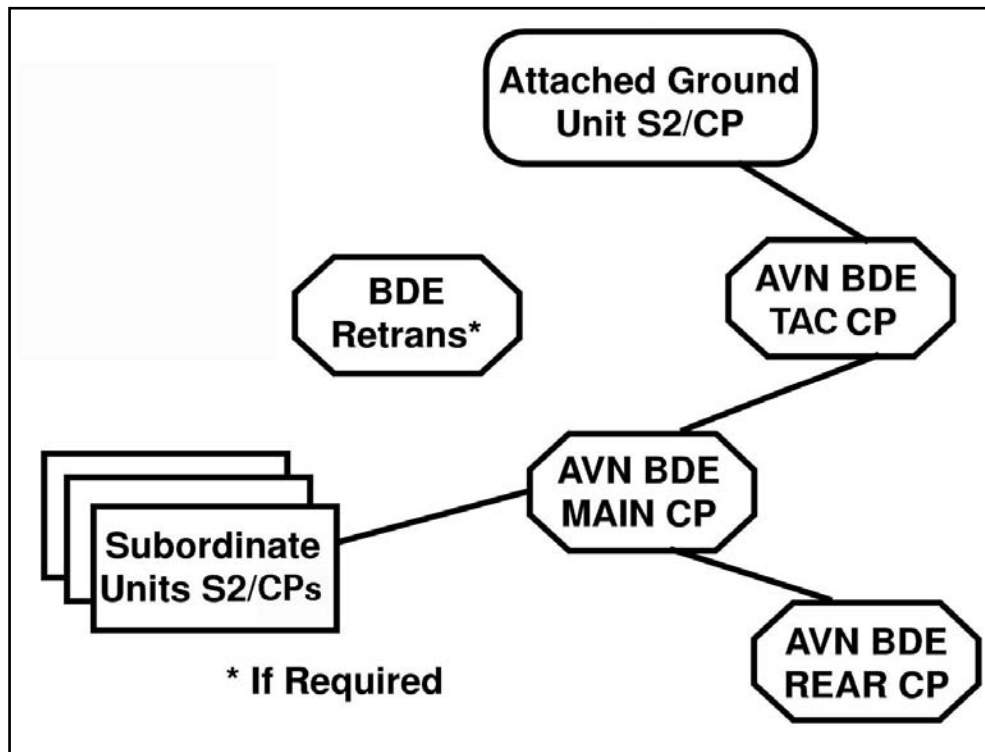 Attached Ground
Unit S2/CP
AVN BDE
TAC CP
BDE
Retrans*
AVN BDE
MAIN CP
Subordinate
Units S2/CPs
AVN BDE
REAR CP
* If Required